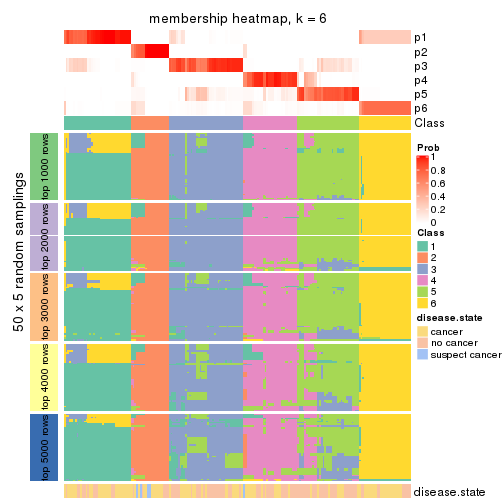 membership heatmap, k = 6
p1
p2
p3
p4
p5
p6
Class
50 x 5 random samplings
top 1000 rows
top 2000 rows
top 3000 rows
top 4000 rows
top 5000 rows
Prob
1
0.8
0.6
0.4
0.2
0
Class
1
2
3
4
5
6
disease.state
cancer
no cancer
suspect cancer
disease.state